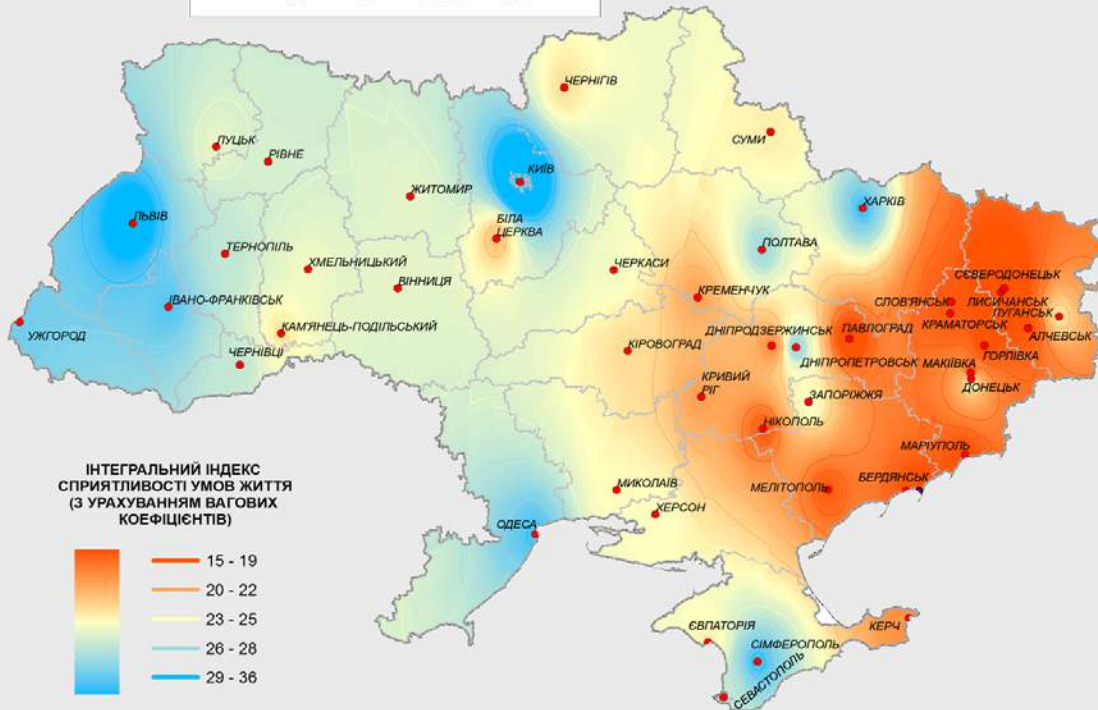 ЧЕРНІГІВ
СУМИ
ЛУЦЬК
РІВНЕ
КИЇВ
ЖИТОМИР
ХАРКІВ
ЛЬВІВ
БІЛА
ЦЕРКВА
ПОЛТАВА
ТЕРНОПІЛЬ
ХМЕЛЬНИЦЬКИЙ
ЧЕРКАСИ
СЄВЕРОДОНЕЦЬК
ВІННИЦЯ
КРЕМЕНЧУК
СЛОВ'ЯНСЬК
ЛИСИЧАНСЬК
ІВАНО-ФРАНКІВСЬК
ЛУГАНСЬК
КРАМАТОРСЬК
УЖГОРОД
КАМ'ЯНЕЦЬ-ПОДІЛЬСЬКИЙ
ДНІПРОДЗЕРЖИНСЬК
ПАВЛОГРАД
АЛЧЕВСЬК
ЧЕРНІВЦІ
КІРОВОГРАД
ГОРЛІВКА
ДНІПРОПЕТРОВСЬК
МАКІЇВКА
КРИВИЙ
РІГ
ДОНЕЦЬК
ЗАПОРІЖЖЯ
НІКОПОЛЬ
МАРІУПОЛЬ
БЕРДЯНСЬК
МИКОЛАЇВ
МЕЛІТОПОЛЬ
ХЕРСОН
ОДЕСА
ЄВПАТОРІЯ
КЕРЧ
СІМФЕРОПОЛЬ
СЕВАСТОПОЛЬ
ІНТЕГРАЛЬНИЙ ІНДЕКС
СПРИЯТЛИВОСТІ УМОВ ЖИТТЯ
(З УРАХУВАННЯМ ВАГОВИХ
КОЕФІЦІЄНТІВ)
15 - 19
20 - 22
23 - 25
26 - 28
29 - 36